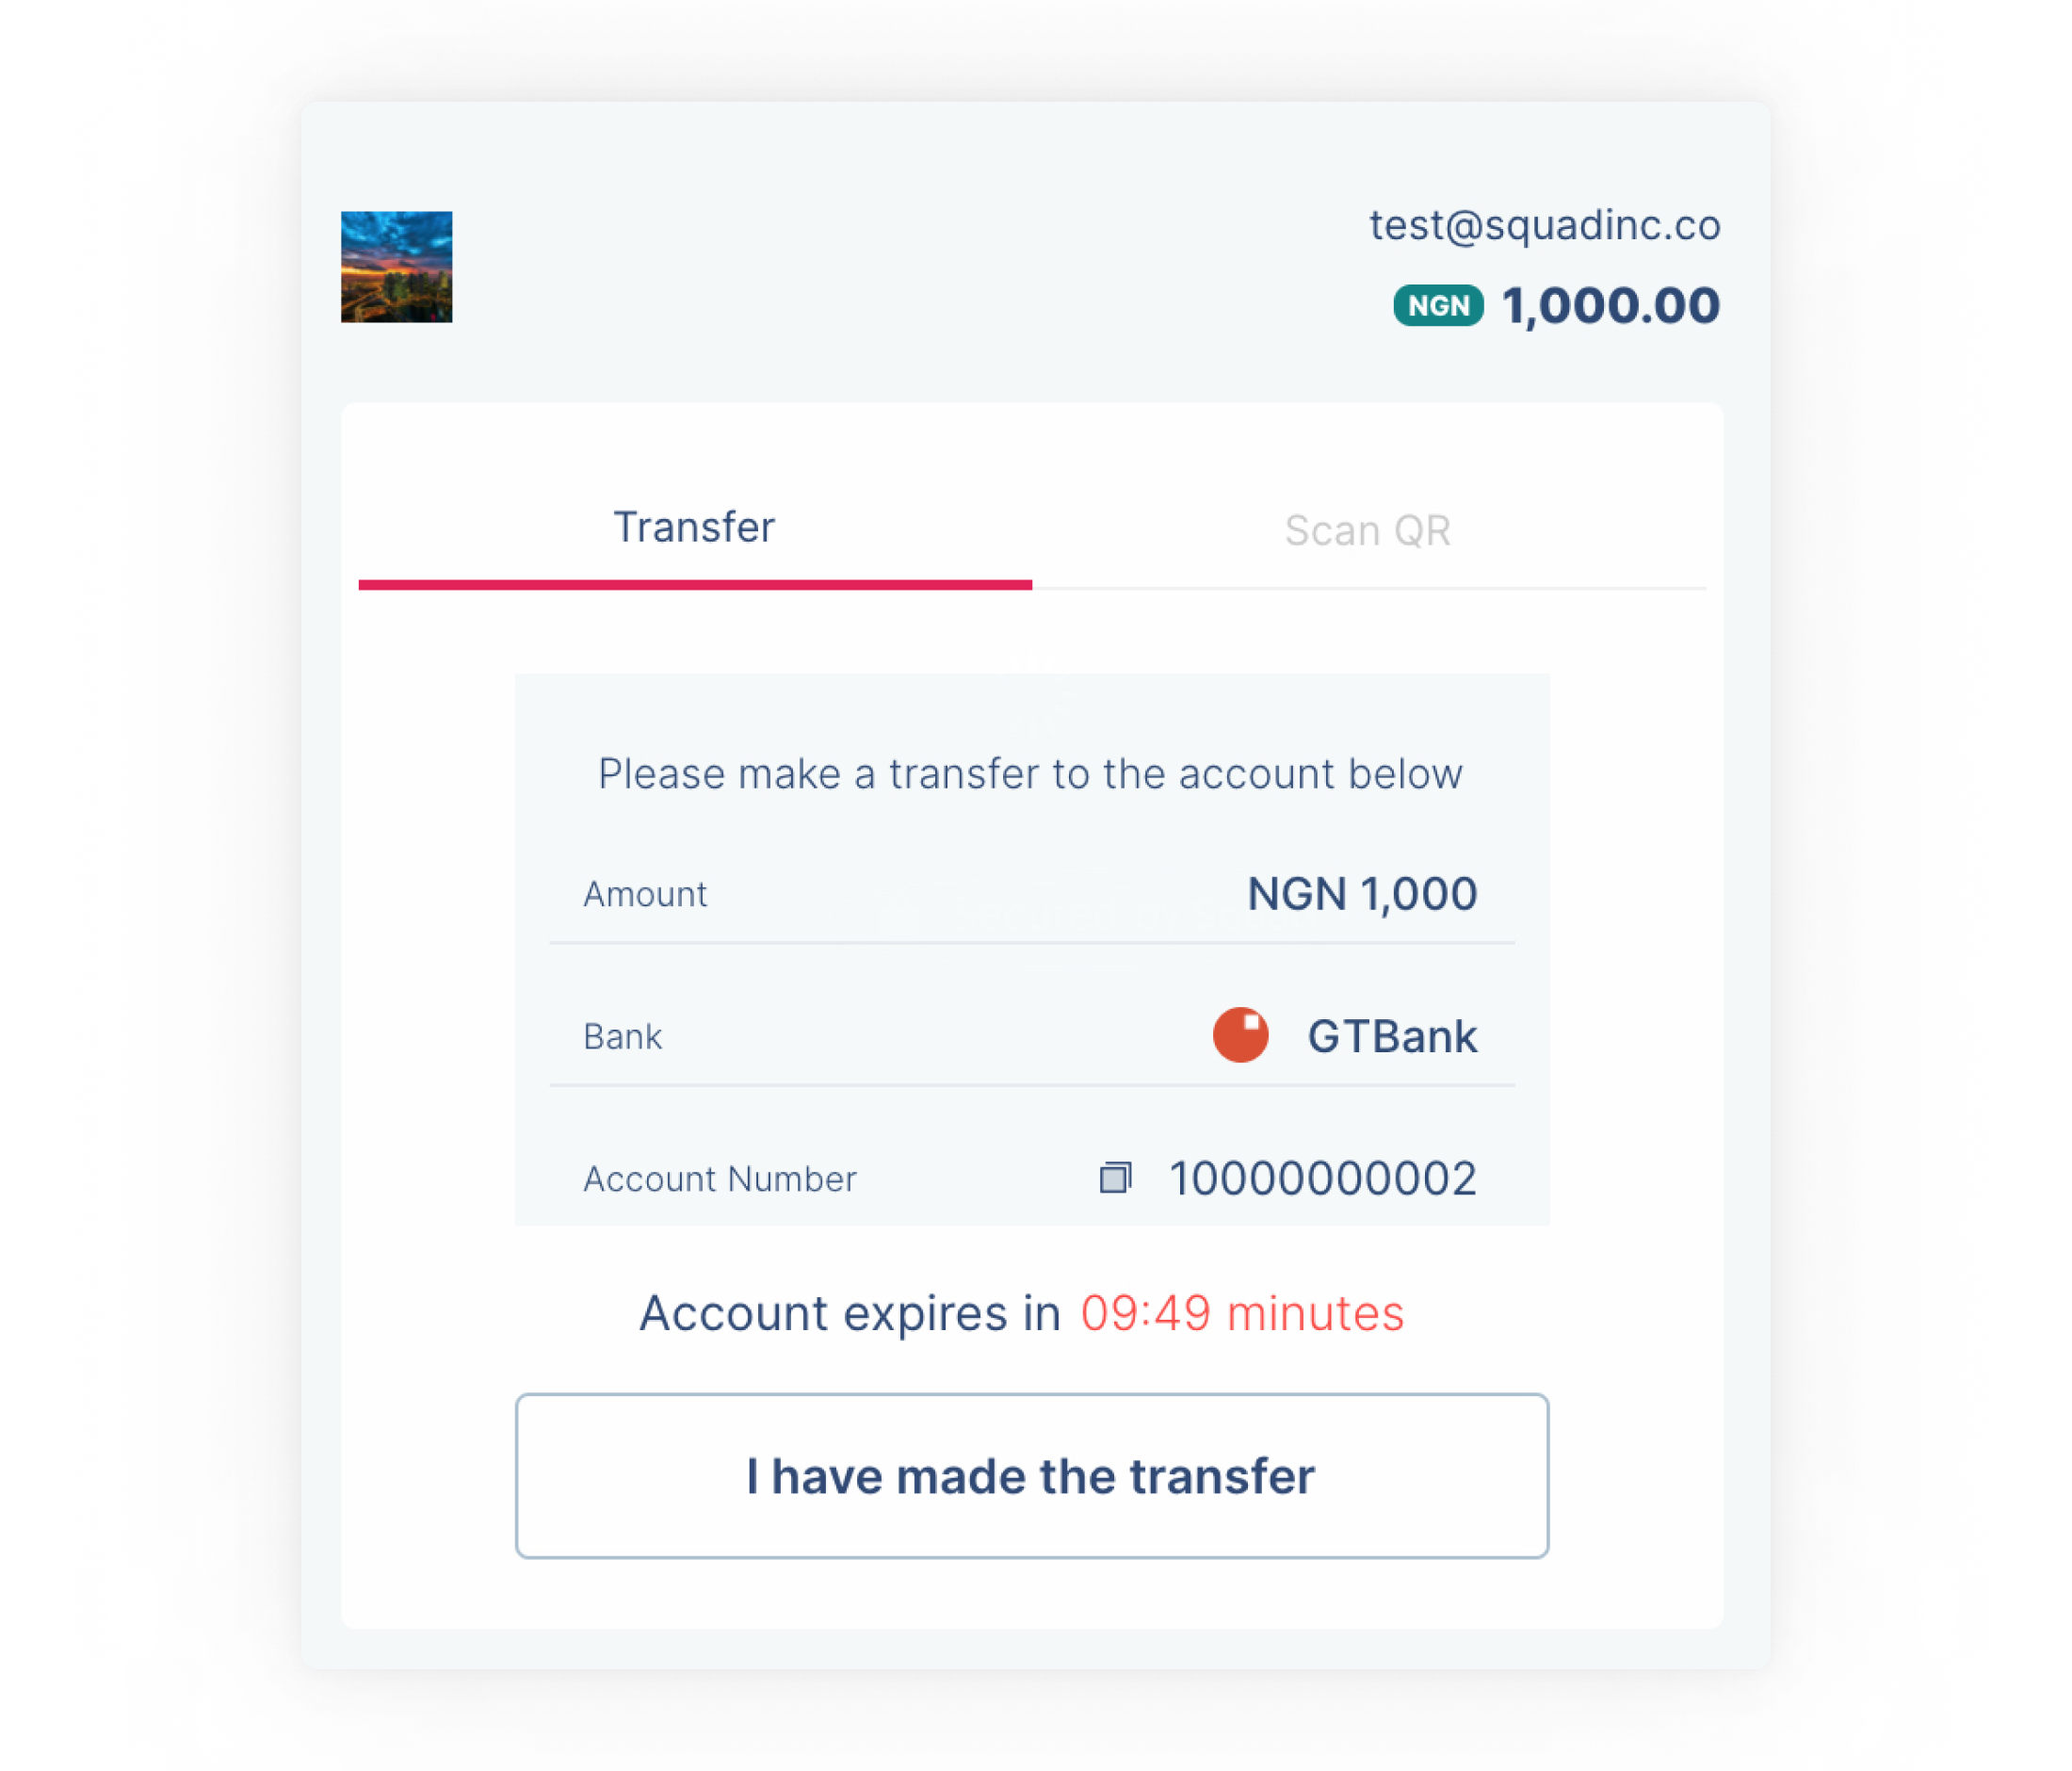 test@squadinc.co
NGN 1,000.00
Transfer
Scan QR
Please make a transfer to the account below
Amount NGN 1,000
Bank GTBank
Account Number 10000000002
Account expires in 09:49 minutes
I have made the transfer